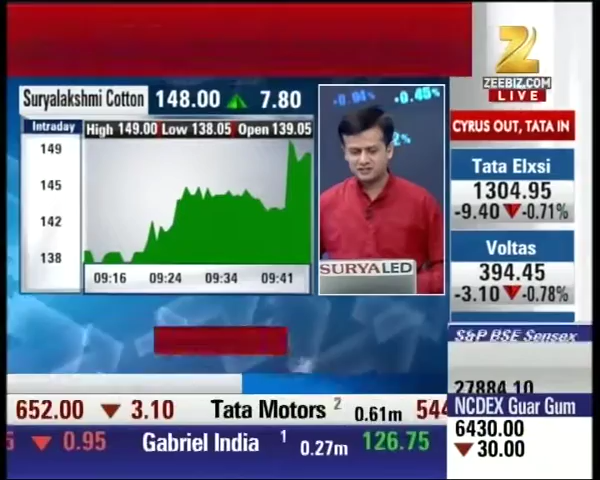 Z
ZEEBIZ.COM
LIVE
Suryalakshmi Cotton 148.00 7.80
Intraday High 149.00 Low 138.05 Open 139.05
149
145
142
138
09:16 09:24 09:34 09:41
-0.04% +0.45%
2%
SURYA LED
CYRUS OUT, TATA IN
Tata Elxsi
1304.95
-9.40 -0.71%
Voltas
394.45
-3.10 -0.78%
S&P BSE Sensex
27884.10
NCDEX Guar Gum
6430.00
30.00
652.00 3.10 Tata Motors 2 0.61m 544
5 0.95 Gabriel India 1 0.27m 126.75